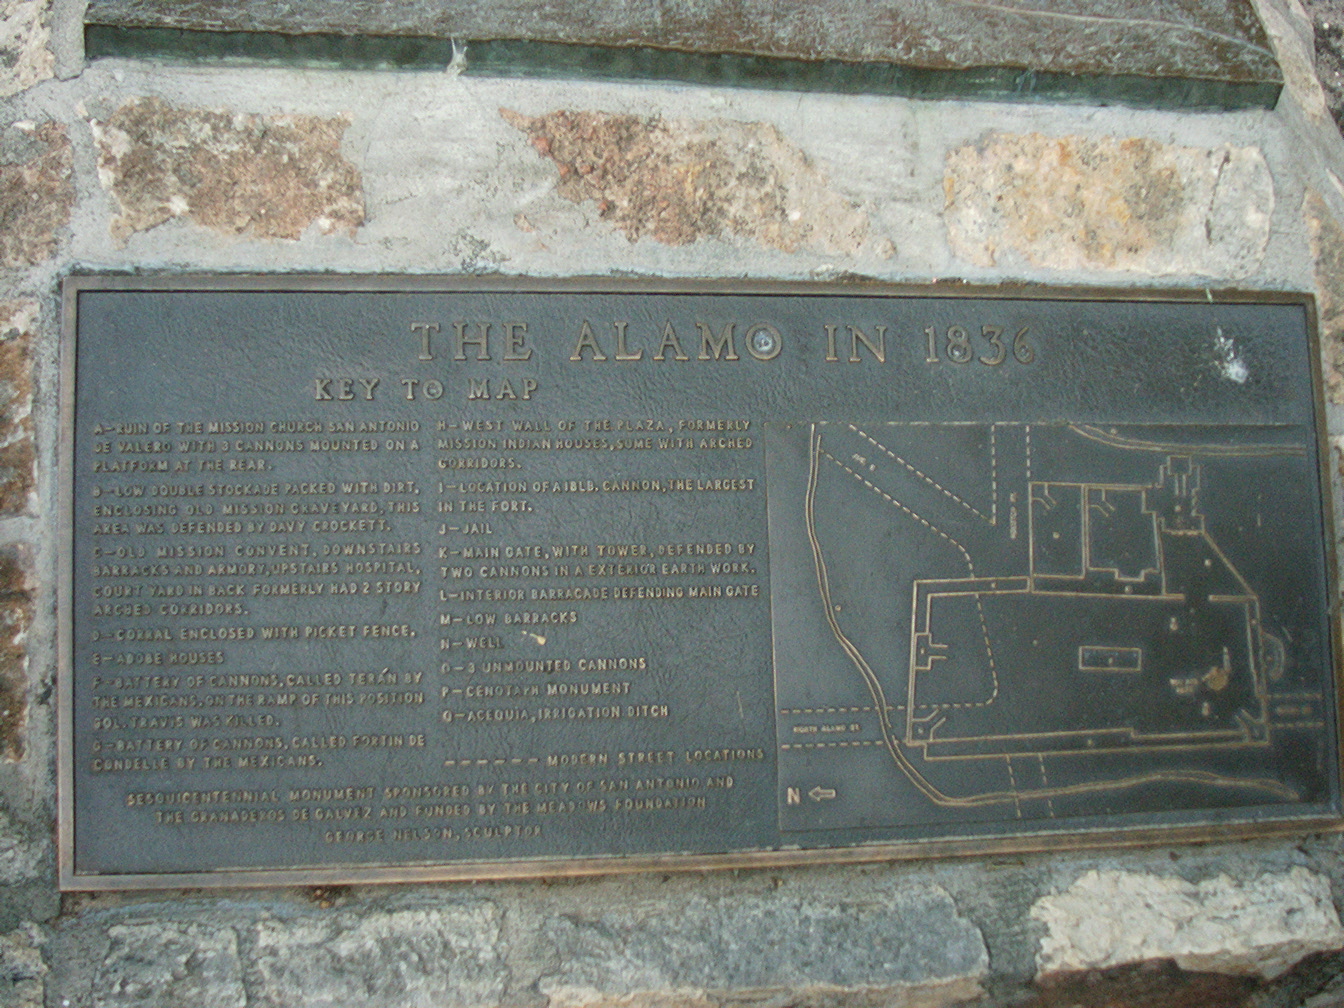 THE ALAMO IN 1836
KEY TO MAP
A-RUIN OF THE MISSION CHURCH SAN ANTONIO
DE VALERO WITH 3 CANNONS MOUNTED ON A
PLATFORM AT THE REAR.
B-LOW DOUBLE STOCKADE PACKED WITH DIRT,
ENCLOSING OLD MISSION GRAVEYARD, THIS
AREA WAS DEFENDED BY DAVY CROCKETT.
C-OLD MISSION CONVENT, DOWNSTAIRS
BARRACKS AND ARMORY, UPSTAIRS HOSPITAL,
COURT YARD IN BACK FORMERLY HAD 2 STORY
ARCHED CORRIDORS.
D-CORRAL ENCLOSED WITH PICKET FENCE.
E-ADOBE HOUSES
F-BATTERY OF CANNONS, CALLED TERÁN BY
THE MEXICANS, ON THE RAMP OF THIS POSITION
COL. TRAVIS WAS KILLED.
G-BATTERY OF CANNONS, CALLED FORTIN DE
CONDELLE BY THE MEXICANS.
H-WEST WALL OF THE PLAZA, FORMERLY
MISSION INDIAN HOUSES, SOME WITH ARCHED
CORRIDORS.
I-LOCATION OF A 18 LB. CANNON, THE LARGEST
IN THE FORT.
J-JAIL
K-MAIN GATE, WITH TOWER, DEFENDED BY
TWO CANNONS IN A EXTERIOR EARTH WORK.
L-INTERIOR BARRACADE DEFENDING MAIN GATE
M-LOW BARRACKS
N-WELL
O-3 UNMOUNTED CANNONS
P-CENOTAPH MONUMENT
Q-ACEQUIA, IRRIGATION DITCH
------ MODERN STREET LOCATIONS
SESQUICENTENNIAL MONUMENT SPONSORED BY THE CITY OF SAN ANTONIO AND
THE GRANADEROS DE GALVEZ AND FUNDED BY THE MEADOWS FOUNDATION
GEORGE NELSON, SCULPTOR
NORTH ALAMO ST.
N